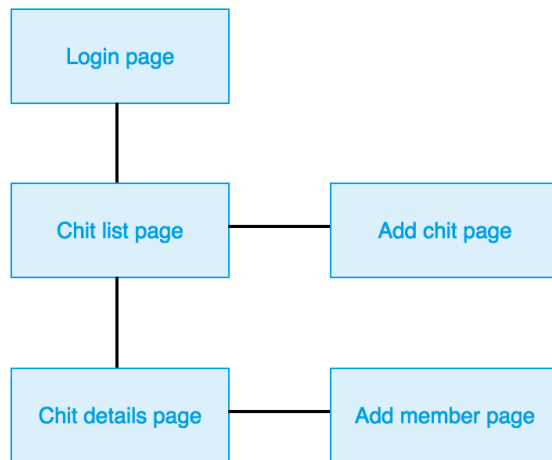 Login page
Chit list page
Add chit page
Chit details page
Add member page